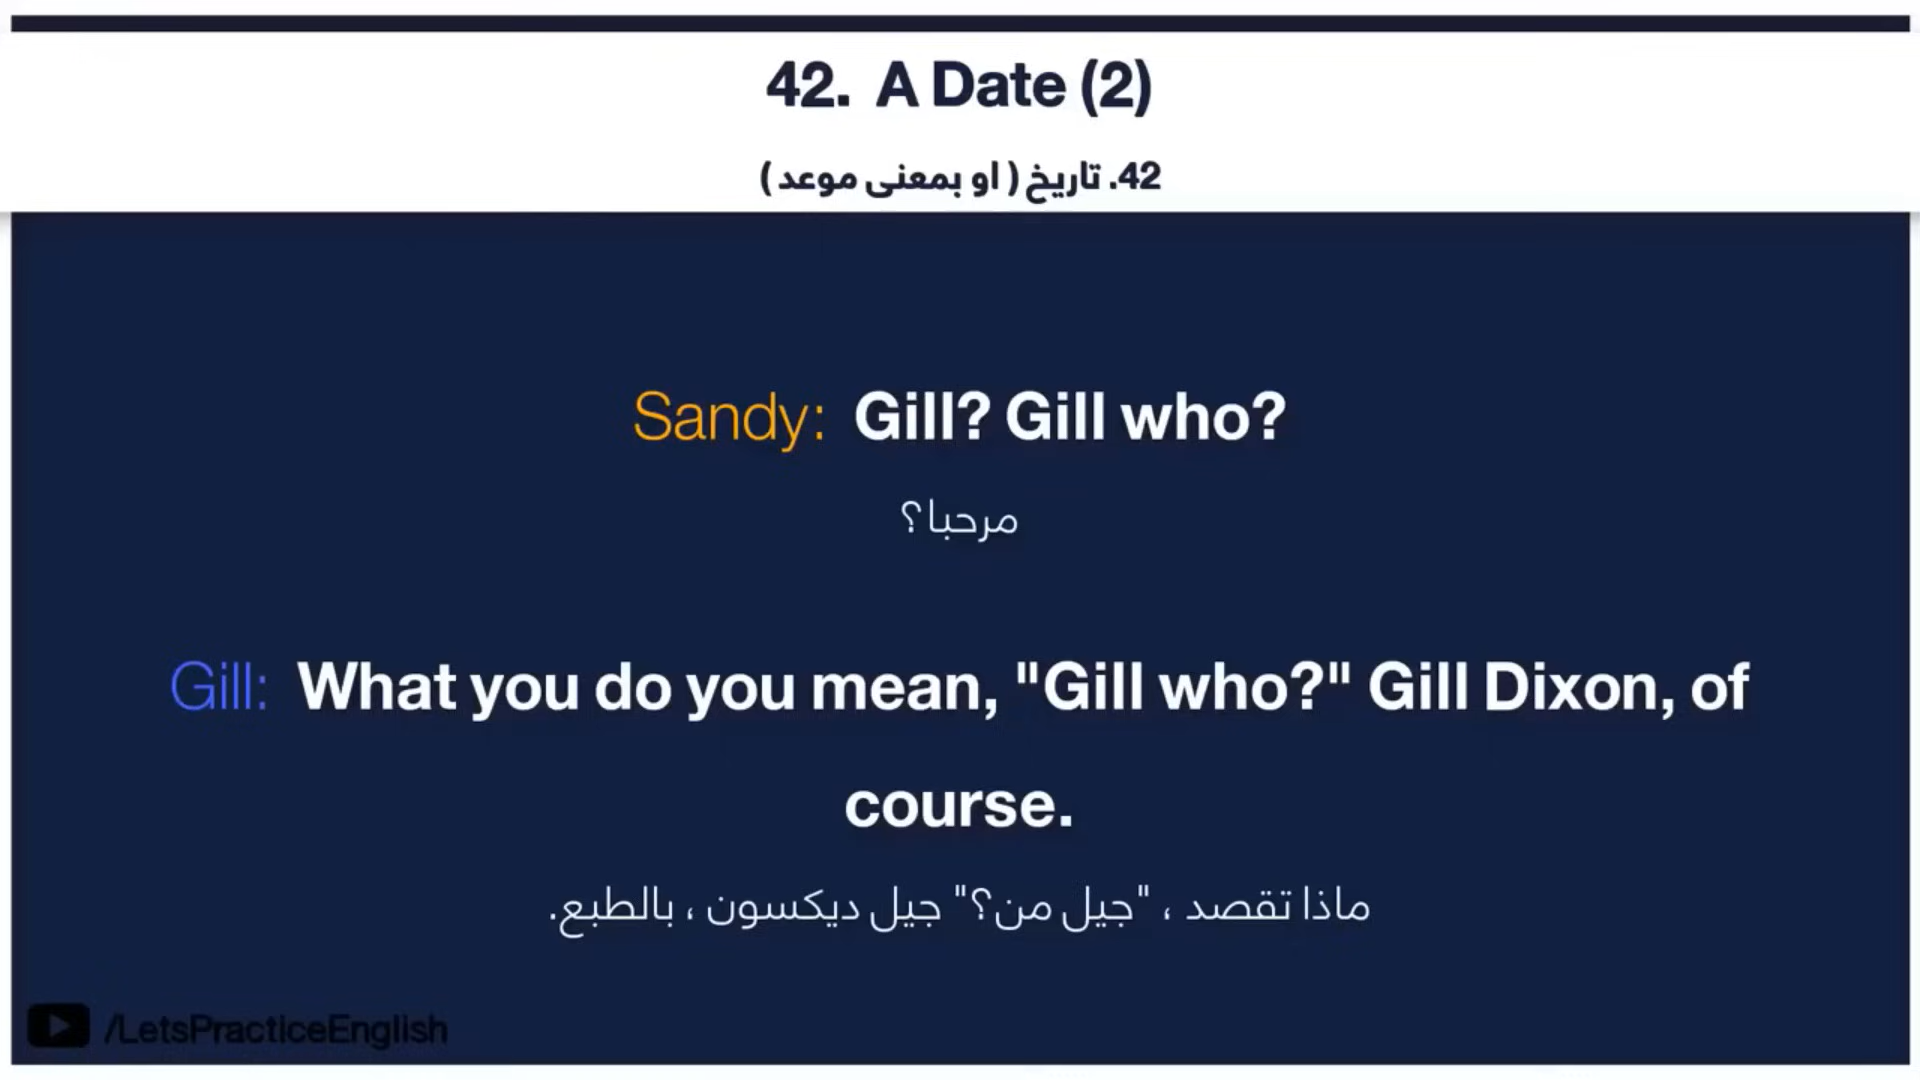 42. A Date (2)
42. تاريخ ( او بمعنى موعد )
Sandy: Gill? Gill who?
مرحبا؟
Gill: What you do you mean, "Gill who?" Gill Dixon, of
course.
ماذا تقصد ، "جيل من؟" جيل ديكسون ، بالطبع.
/LetsPracticeEnglish